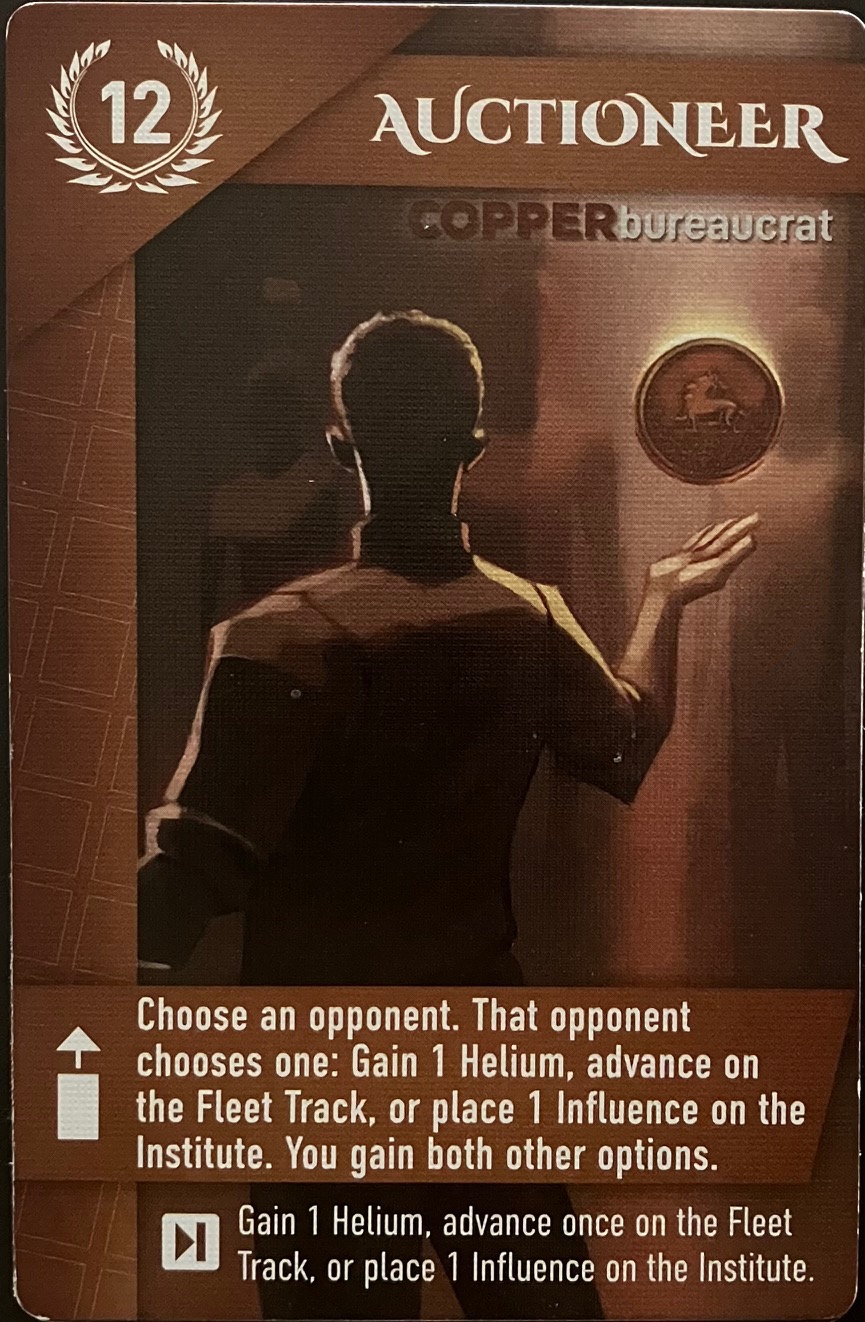 12
AUCTIONEER
COPPERbureaucrat
Choose an opponent. That opponent
chooses one: Gain 1 Helium, advance on
the Fleet Track, or place 1 Influence on the
Institute. You gain both other options.
Gain 1 Helium, advance once on the Fleet
Track, or place 1 Influence on the Institute.